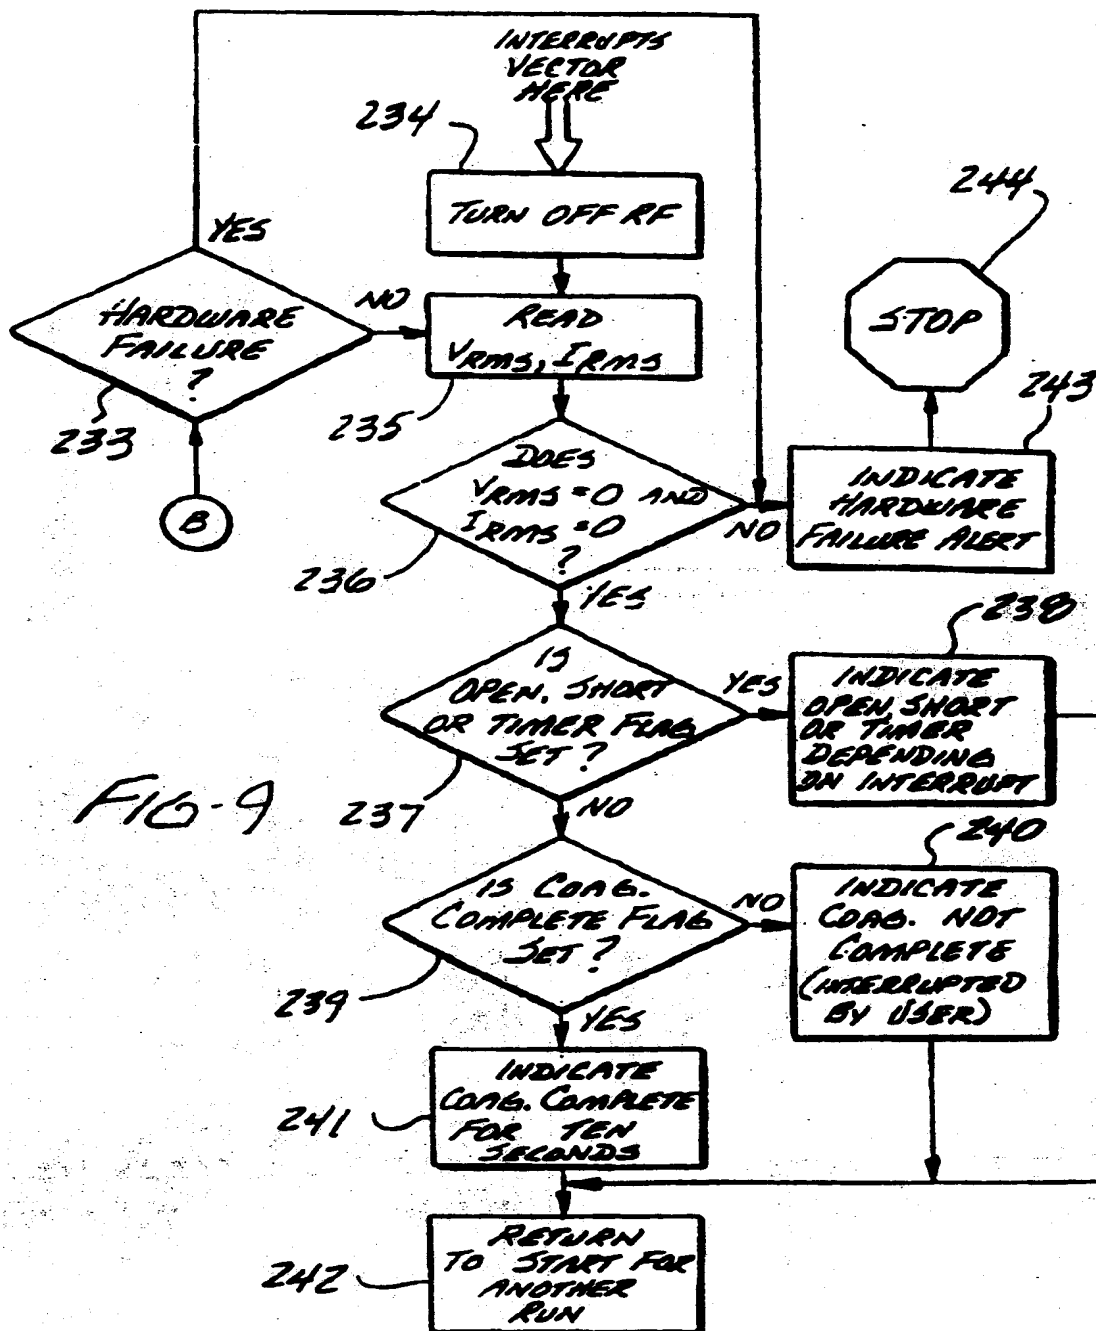 INTERRUPTS
VECTOR
HERE
234
TURN OFF RF
244
YES
HARDWARE
FAILURE
?
NO
READ
VRMS, IRMS
STOP
233
235
243
B
DOES
VRMS = 0 AND
IRMS = 0
?
NO
INDICATE
HARDWARE
FAILURE ALERT
236
YES
238
IS
OPEN, SHORT
OR TIMER FLAG
SET?
YES
INDICATE
OPEN, SHORT
OR TIMER
DEPENDING
ON INTERRUPT
FIG-9
237
NO
240
IS COAG.
COMPLETE FLAG
SET?
NO
INDICATE
COAG. NOT
COMPLETE
(INTERRUPTED
BY USER)
239
YES
INDICATE
COAG. COMPLETE
FOR TEN
SECONDS
241
RETURN
TO START FOR
ANOTHER
RUN
242